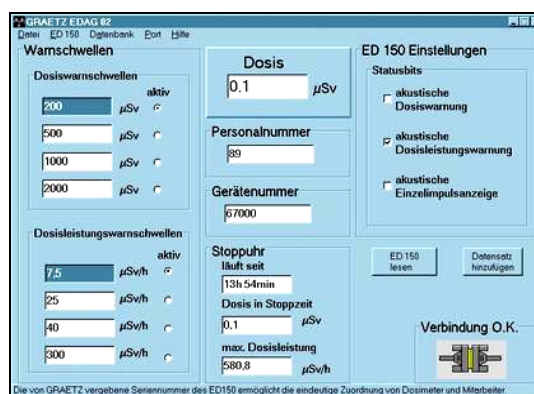 GRAETZ EDAG 02
Datei ED 150 Datenbank Port Hilfe
Warnschwellen
Dosiswarnschwellen
aktiv
200 µSv
500 µSv
1000 µSv
2000 µSv
Dosisleistungswarnschwellen
aktiv
7,5 µSv/h
25 µSv/h
40 µSv/h
300 µSv/h
Dosis
0,1 µSv
Personalnummer
89
Gerätenummer
67000
Stoppuhr
läuft seit
13h 54min
Dosis in Stoppzeit
0,1 µSv
max. Dosisleistung
580,8 µSv/h
ED 150 Einstellungen
Statusbits
akustische
Dosiswarnung
akustische
Dosisleistungswarnung
akustische
Einzelimpulsanzeige
ED 150
lesen
Datensatz
hinzufügen
Verbindung O.K.
Die von GRAETZ vergebene Seriennummer des ED150 ermöglicht die eindeutige Zuordnung von Dosimeter und Mitarbeiter.